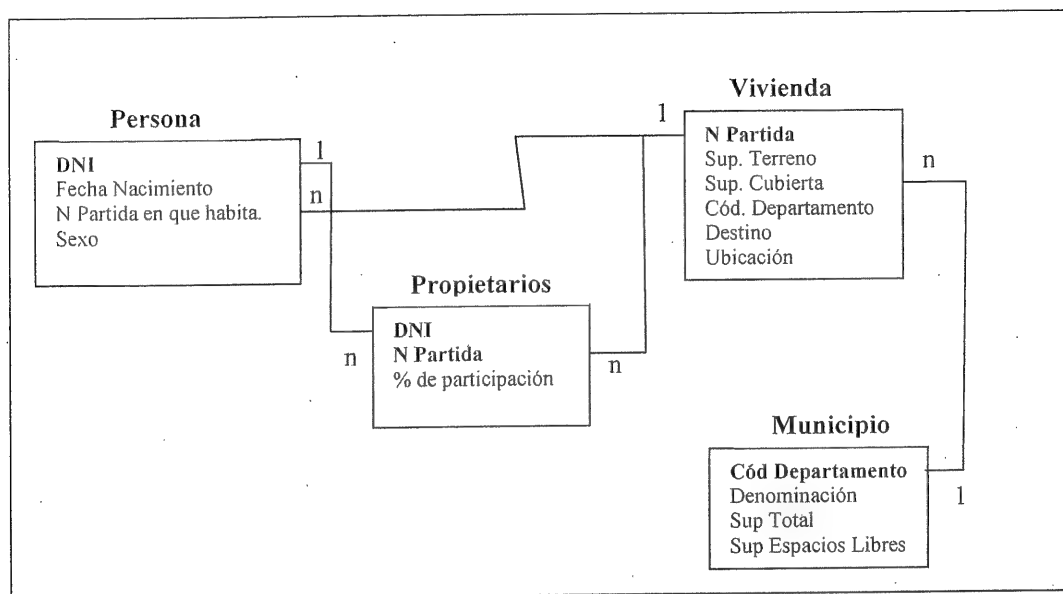 Persona
DNI
Fecha Nacimiento
N Partida en que habita.
Sexo
1
n
Vivienda
1
N Partida
Sup. Terreno
Sup. Cubierta
Cód. Departamento
Destino
Ubicación
n
Propietarios
DNI
N Partida
% de participación
n
n
Municipio
Cód Departamento
Denominación
Sup Total
Sup Espacios Libres
1